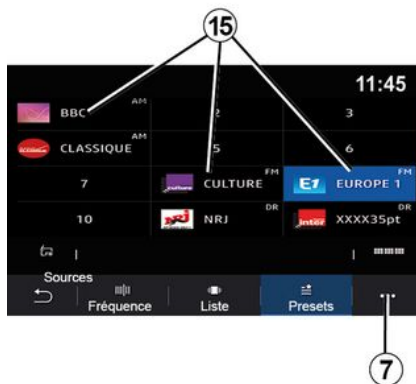 15
11:45
BBC AM 2 3
CLASSIQUE AM 5 6
7 culture CULTURE FM E1 EUROPE 1 FM
10 NRJ NRJ DR inter XXXX35pt DR
Sources
Fréquence Liste Presets
7